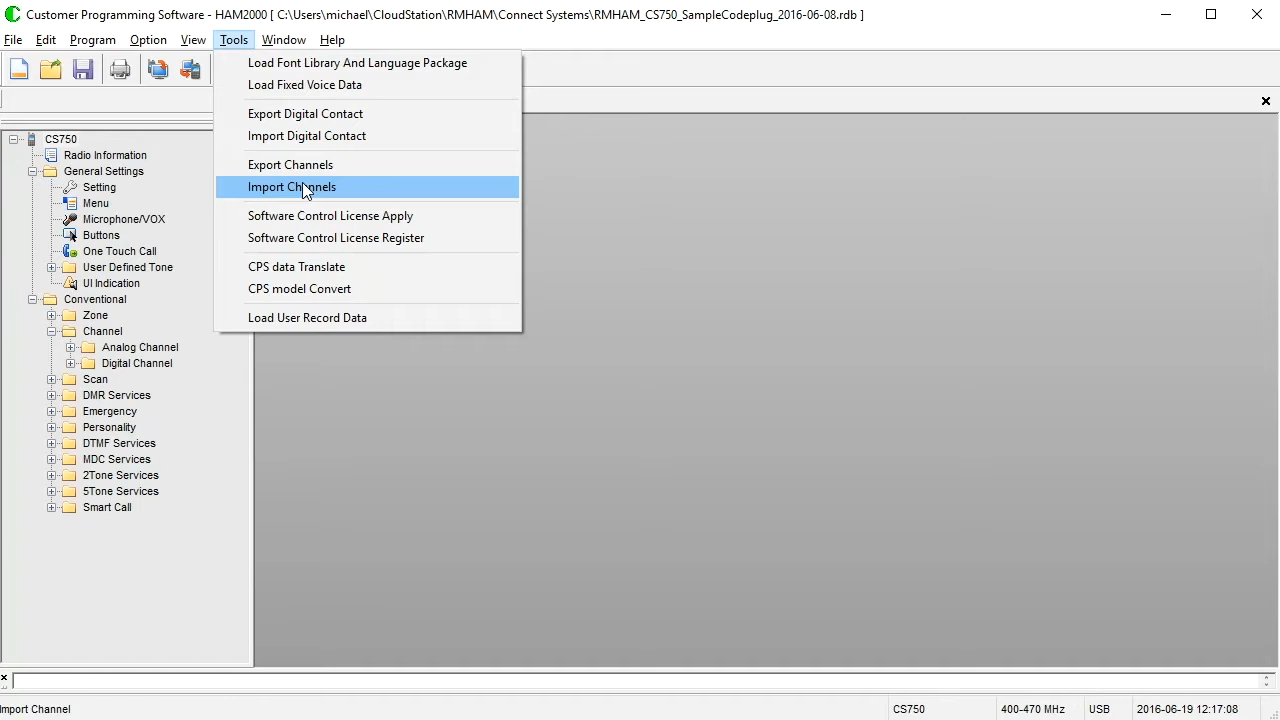 Customer Programming Software - HAM2000 [ C:\Users\michael\CloudStation\RMHAM\Connect Systems\RMHAM_CS750_SampleCodeplug_2016-06-08.rdb ]
File Edit Program Option View Tools Window Help
Load Font Library And Language Package
Load Fixed Voice Data
Export Digital Contact
Import Digital Contact
Export Channels
Import Channels
Software Control License Apply
Software Control License Register
CPS data Translate
CPS model Convert
Load User Record Data
CS750
Radio Information
General Settings
Setting
Menu
Microphone/VOX
Buttons
One Touch Call
User Defined Tone
UI Indication
Conventional
Zone
Channel
Analog Channel
Digital Channel
Scan
DMR Services
Emergency
Personality
DTMF Services
MDC Services
2Tone Services
5Tone Services
Smart Call
Import Channel CS750 400-470 MHz USB 2016-06-19 12:17:08